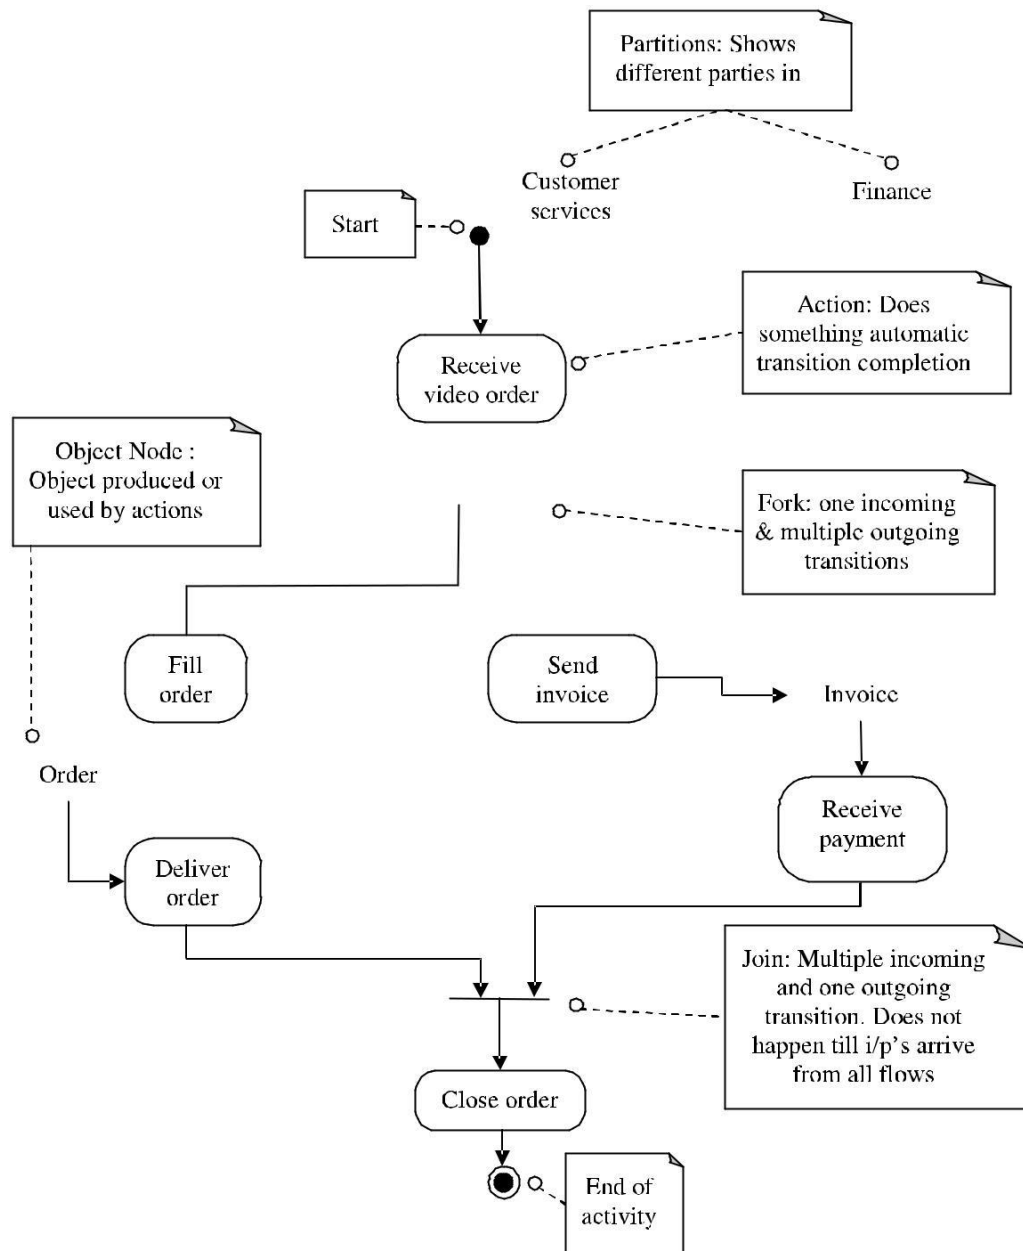 Partitions: Shows
different parties in
Customer
services
Finance
Start
Action: Does
something automatic
transition completion
Receive
video order
Object Node :
Object produced or
used by actions
Fork: one incoming
& multiple outgoing
transitions
Fill
order
Send
invoice
Invoice
Order
Receive
payment
Deliver
order
Join: Multiple incoming
and one outgoing
transition. Does not
happen till i/p's arrive
from all flows
Close order
End of
activity